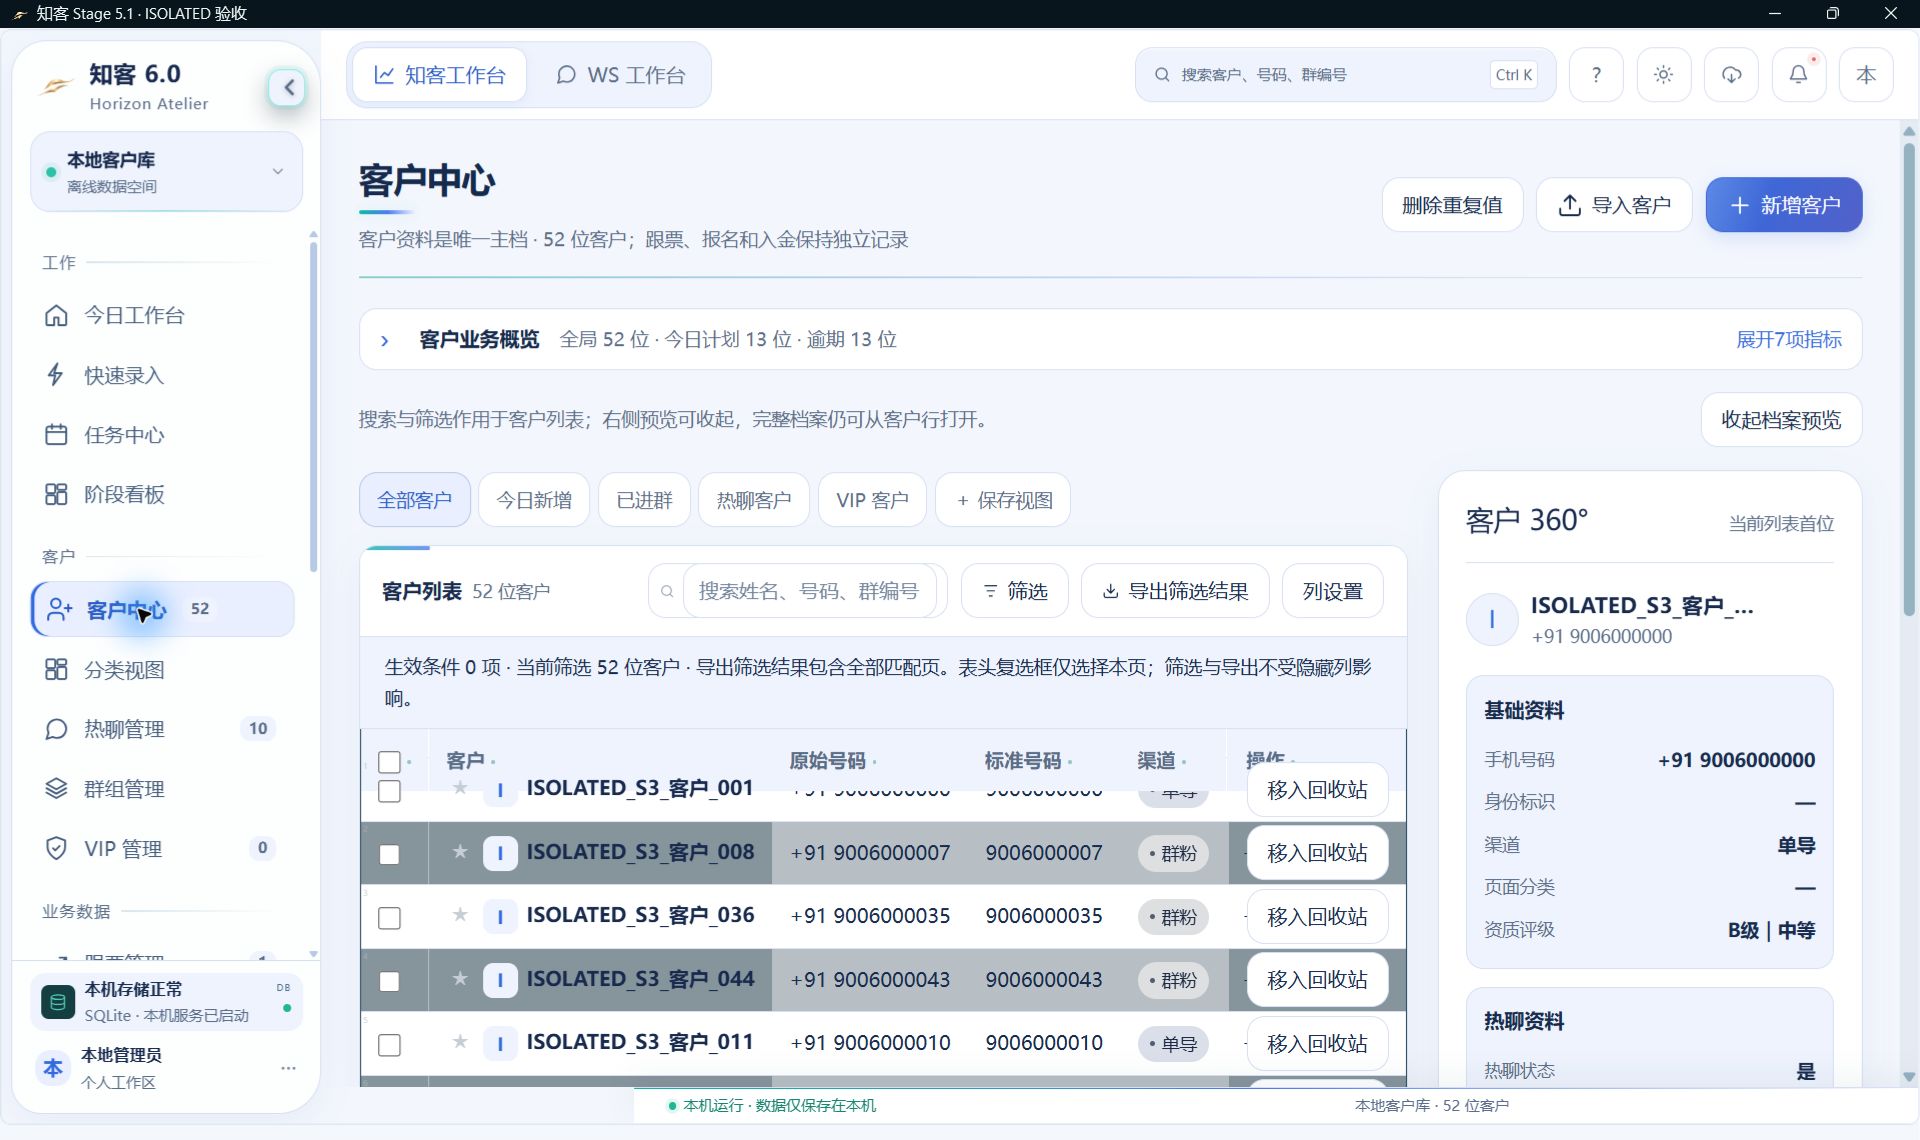 知客 Stage 5.1 · ISOLATED 验收
知客 6.0
Horizon Atelier
本地客户库
离线数据空间
工作
今日工作台
快速录入
任务中心
阶段看板
客户
客户中心 52
分类视图
热聊管理 10
群组管理
VIP 管理 0
业务数据
本机存储正常 DB
SQLite · 本机服务已启动
本 本地管理员
个人工作区
知客工作台 WS 工作台
搜索客户、号码、群编号 Ctrl K ? 本
客户中心
客户资料是唯一主档 · 52 位客户；跟票、报名和入金保持独立记录
删除重复值 导入客户 + 新增客户
客户业务概览 全局 52 位 · 今日计划 13 位 · 逾期 13 位 展开7项指标
搜索与筛选作用于客户列表；右侧预览可收起，完整档案仍可从客户行打开。 收起档案预览
全部客户 今日新增 已进群 热聊客户 VIP 客户 + 保存视图
客户列表 52 位客户 搜索姓名、号码、群编号 筛选 导出筛选结果 列设置
生效条件 0 项 · 当前筛选 52 位客户 · 导出筛选结果包含全部匹配页。表头复选框仅选择本页；筛选与导出不受隐藏列影
响。
客户 · 原始号码 · 标准号码 · 渠道 · 操作
I ISOLATED_S3_客户_001 移入回收站
I ISOLATED_S3_客户_008 +91 9006000007 9006000007 • 群粉 移入回收站
I ISOLATED_S3_客户_036 +91 9006000035 9006000035 • 群粉 移入回收站
I ISOLATED_S3_客户_044 +91 9006000043 9006000043 • 群粉 移入回收站
I ISOLATED_S3_客户_011 +91 9006000010 9006000010 • 单导 移入回收站
客户 360° 当前列表首位
I ISOLATED_S3_客户_...
+91 9006000000
基础资料
手机号码 +91 9006000000
身份标识 —
渠道 单导
页面分类 —
资质评级 B级 | 中等
热聊资料
热聊状态 是
本机运行 · 数据仅保存在本机 本地客户库 · 52 位客户